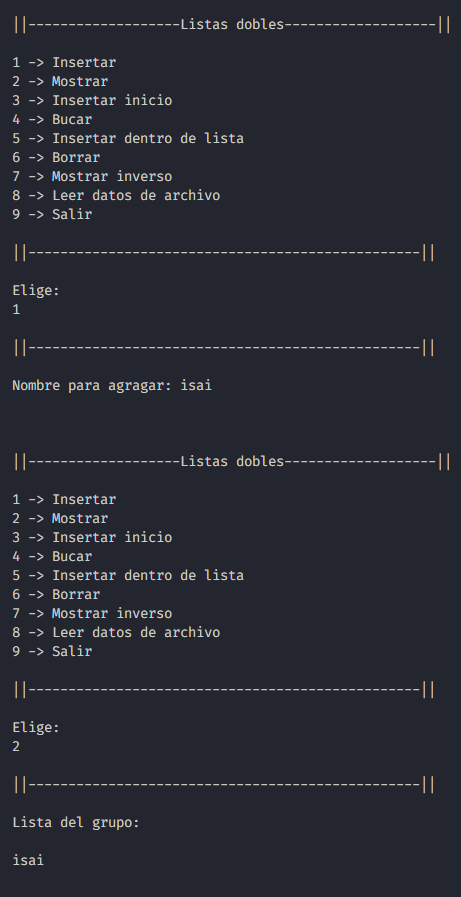 ||-------------------Listas dobles-------------------||
1 -> Insertar
2 -> Mostrar
3 -> Insertar inicio
4 -> Bucar
5 -> Insertar dentro de lista
6 -> Borrar
7 -> Mostrar inverso
8 -> Leer datos de archivo
9 -> Salir
||-------------------------------------------------||
Elige:
1
||-------------------------------------------------||
Nombre para agragar: isai
||-------------------Listas dobles-------------------||
1 -> Insertar
2 -> Mostrar
3 -> Insertar inicio
4 -> Bucar
5 -> Insertar dentro de lista
6 -> Borrar
7 -> Mostrar inverso
8 -> Leer datos de archivo
9 -> Salir
||-------------------------------------------------||
Elige:
2
||-------------------------------------------------||
Lista del grupo:
isai